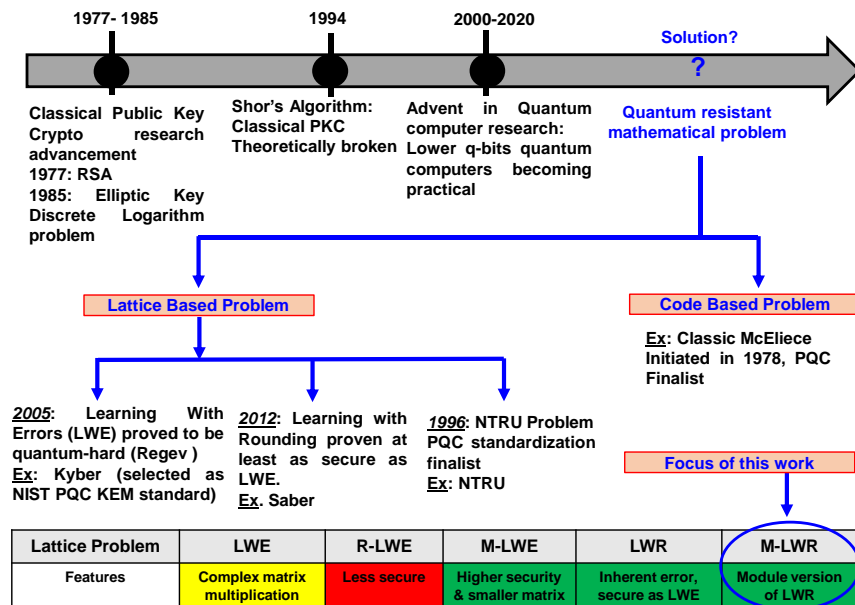 1977- 1985
1994
2000-2020
Solution?
?
Classical Public Key
Crypto research
advancement
1977: RSA
1985: Elliptic Key
Discrete Logarithm
problem
Shor's Algorithm:
Classical PKC
Theoretically broken
Advent in Quantum
computer research:
Lower q-bits quantum
computers becoming
practical
Quantum resistant
mathematical problem
Lattice Based Problem
Code Based Problem
Ex: Classic McEliece
Initiated in 1978, PQC
Finalist
2005: Learning With
Errors (LWE) proved to be
quantum-hard (Regev )
Ex: Kyber (selected as
NIST PQC KEM standard)
2012: Learning with
Rounding proven at
least as secure as
LWE.
Ex. Saber
1996: NTRU Problem
PQC standardization
finalist
Ex: NTRU
Focus of this work
Lattice Problem LWE R-LWE M-LWE LWR M-LWR
Features Complex matrix multiplication Less secure Higher security & smaller matrix Inherent error, secure as LWE Module version of LWR